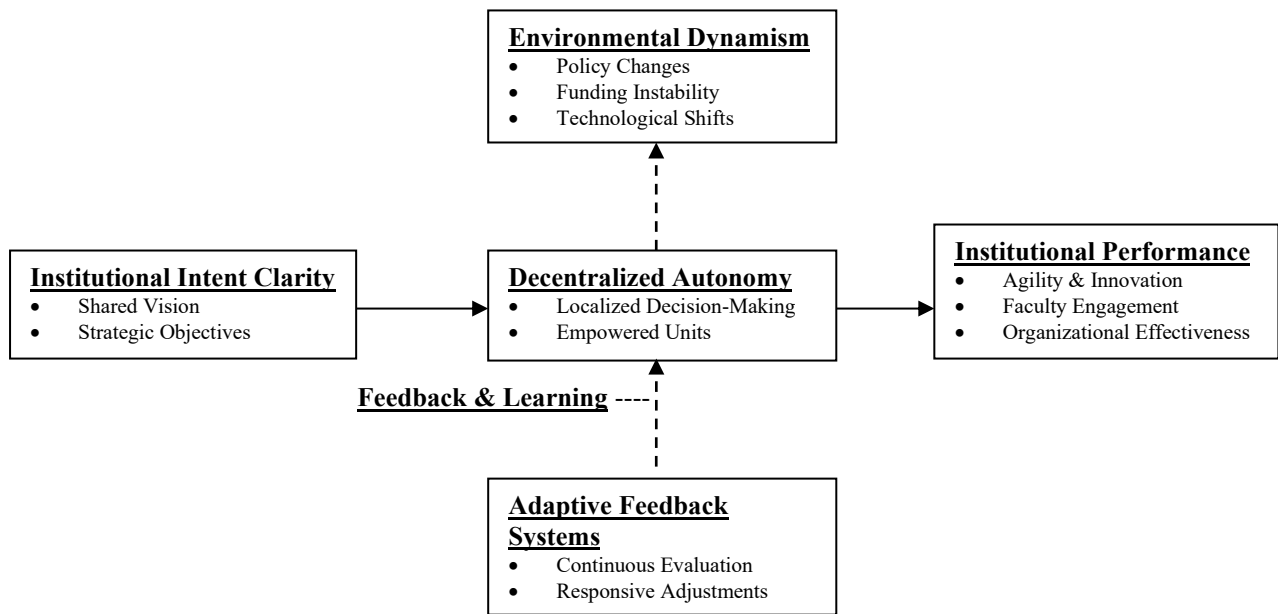 Environmental Dynamism
• Policy Changes
• Funding Instability
• Technological Shifts
Institutional Intent Clarity
• Shared Vision
• Strategic Objectives
Decentralized Autonomy
• Localized Decision-Making
• Empowered Units
Institutional Performance
• Agility & Innovation
• Faculty Engagement
• Organizational Effectiveness
Feedback & Learning ----
Adaptive Feedback
Systems
• Continuous Evaluation
• Responsive Adjustments